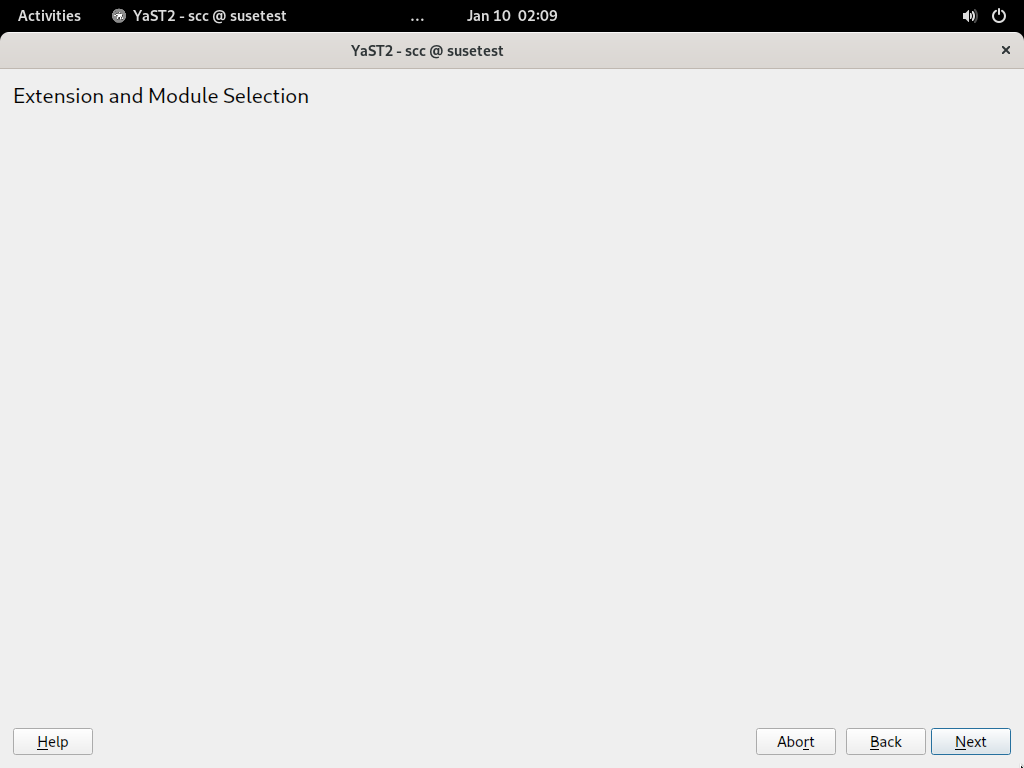 Activities YaST2 - scc @ susetest ... Jan 10 02:09
YaST2 - scc @ susetest ×
Extension and Module Selection
Help Abort Back Next